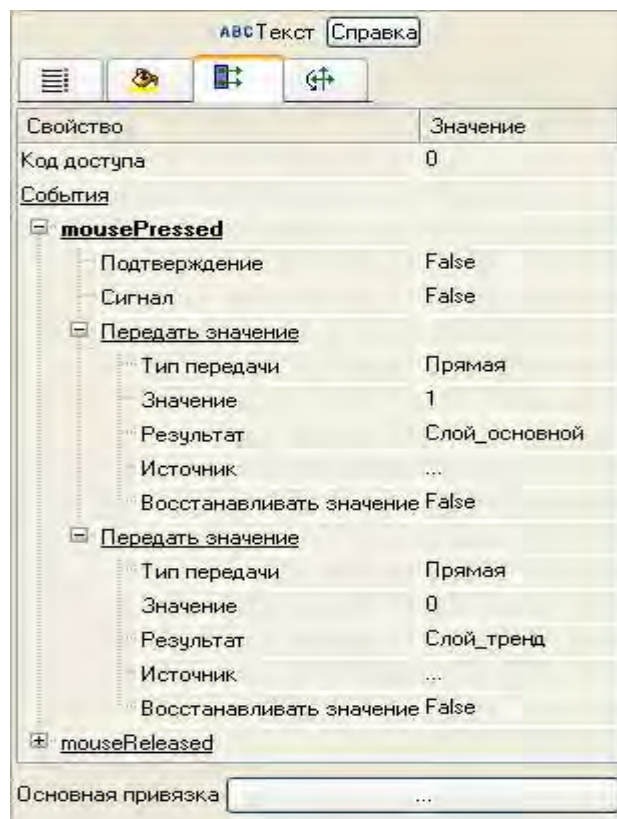 ABC Текст Справка
Свойство Значение
Код доступа 0
События
mousePressed
Подтверждение False
Сигнал False
Передать значение
Тип передачи Прямая
Значение 1
Результат Слой_основной
Источник ...
Восстанавливать значение False
Передать значение
Тип передачи Прямая
Значение 0
Результат Слой_тренд
Источник ...
Восстанавливать значение False
mouseReleased
Основная привязка ...